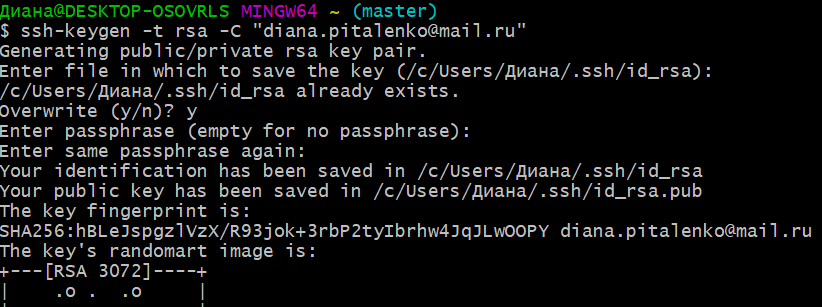 Диана@DESKTOP-OSOVRLS MINGW64 ~ (master)
$ ssh-keygen -t rsa -C "diana.pitalenko@mail.ru"
Generating public/private rsa key pair.
Enter file in which to save the key (/c/Users/Диана/.ssh/id_rsa):
/c/Users/Диана/.ssh/id_rsa already exists.
Overwrite (y/n)? y
Enter passphrase (empty for no passphrase):
Enter same passphrase again:
Your identification has been saved in /c/Users/Диана/.ssh/id_rsa
Your public key has been saved in /c/Users/Диана/.ssh/id_rsa.pub
The key fingerprint is:
SHA256:hBLeJspgzlVzX/R93jok+3rbP2tyIbrhw4JqJLwOOPY diana.pitalenko@mail.ru
The key's randomart image is:
+---[RSA 3072]----+
|    .o .  .o     |